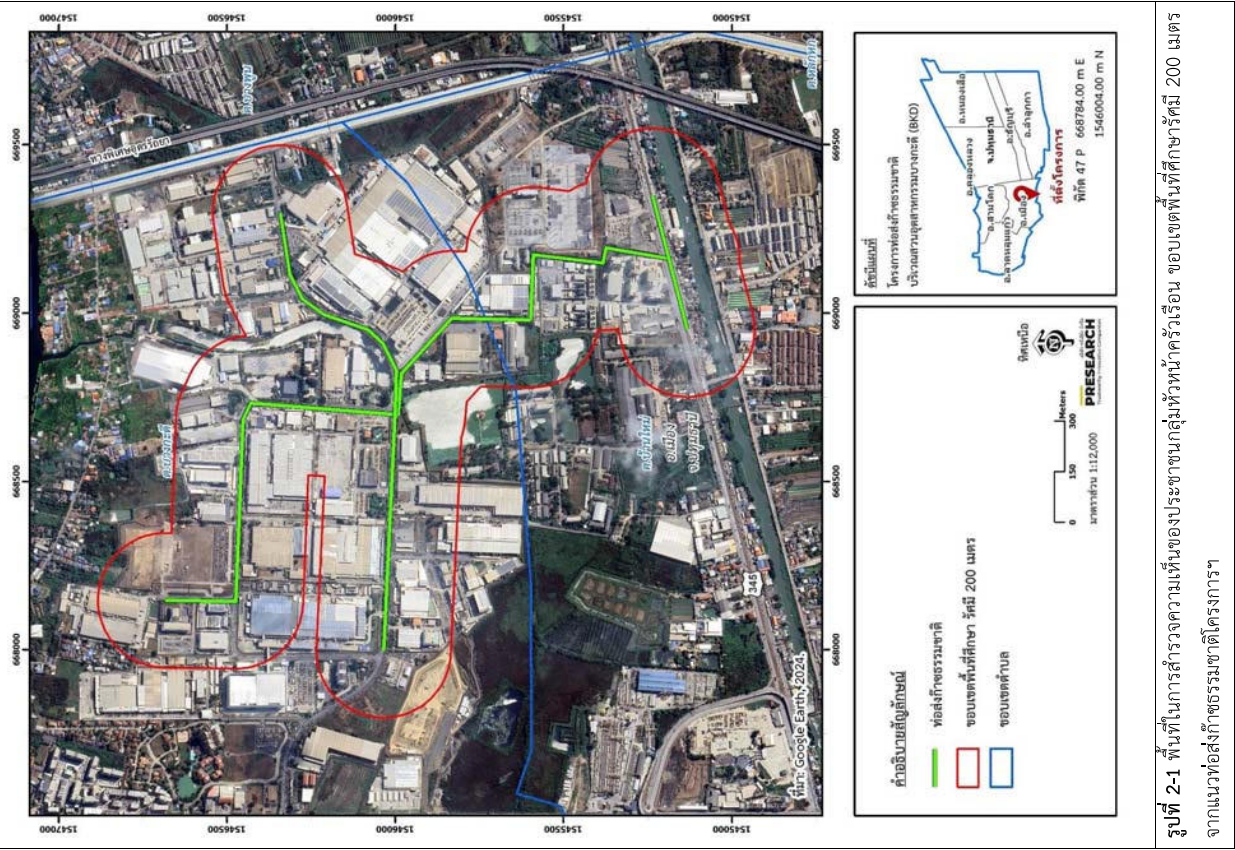 668000
668500
669000
669500
1547000
1546500
1546000
1545500
1545000
ทางพิเศษอุดรรัถยา
ต.บางพูน
ต.บางกะดี
ต.บ้านใหม่
อ.เมือง
จ.ปทุมธานี
345
ที่มา: Google Earth, 2024.
668000
668500
669000
669500
1547000
1546500
1546000
1545500
1545000
คำอธิบายสัญลักษณ์
ท่อส่งก๊าซธรรมชาติ
ขอบเขตพื้นที่ศึกษา รัศมี 200 เมตร
ขอบเขตตำบล
ทิศเหนือ
N
0 150 300 Meters
มาตราส่วน 1:12,000
PRESEARCH
ดัชนีแผนที่
โครงการท่อส่งก๊าซธรรมชาติ
บริเวณสวนอุตสาหกรรมบางกะดี (BKD)
อ.หนองเสือ
อ.คลองหลวง
จ.ปทุมธานี
อ.ธัญบุรี
อ.ลำลูกกา
อ.สามโคก
อ.ลาดหลุมแก้ว
อ.เมือง
ที่ตั้งโครงการ
พิกัด 47 P 668784.00 m E
1546004.00 m N
รูปที่ 2-1 พื้นที่ในการสำรวจความเห็นของประชาชนกลุ่มหัวหน้าครัวเรือน ขอบเขตพื้นที่ศึกษารัศมี 200 เมตร
จากแนวท่อส่งก๊าซธรรมชาติโครงการฯ